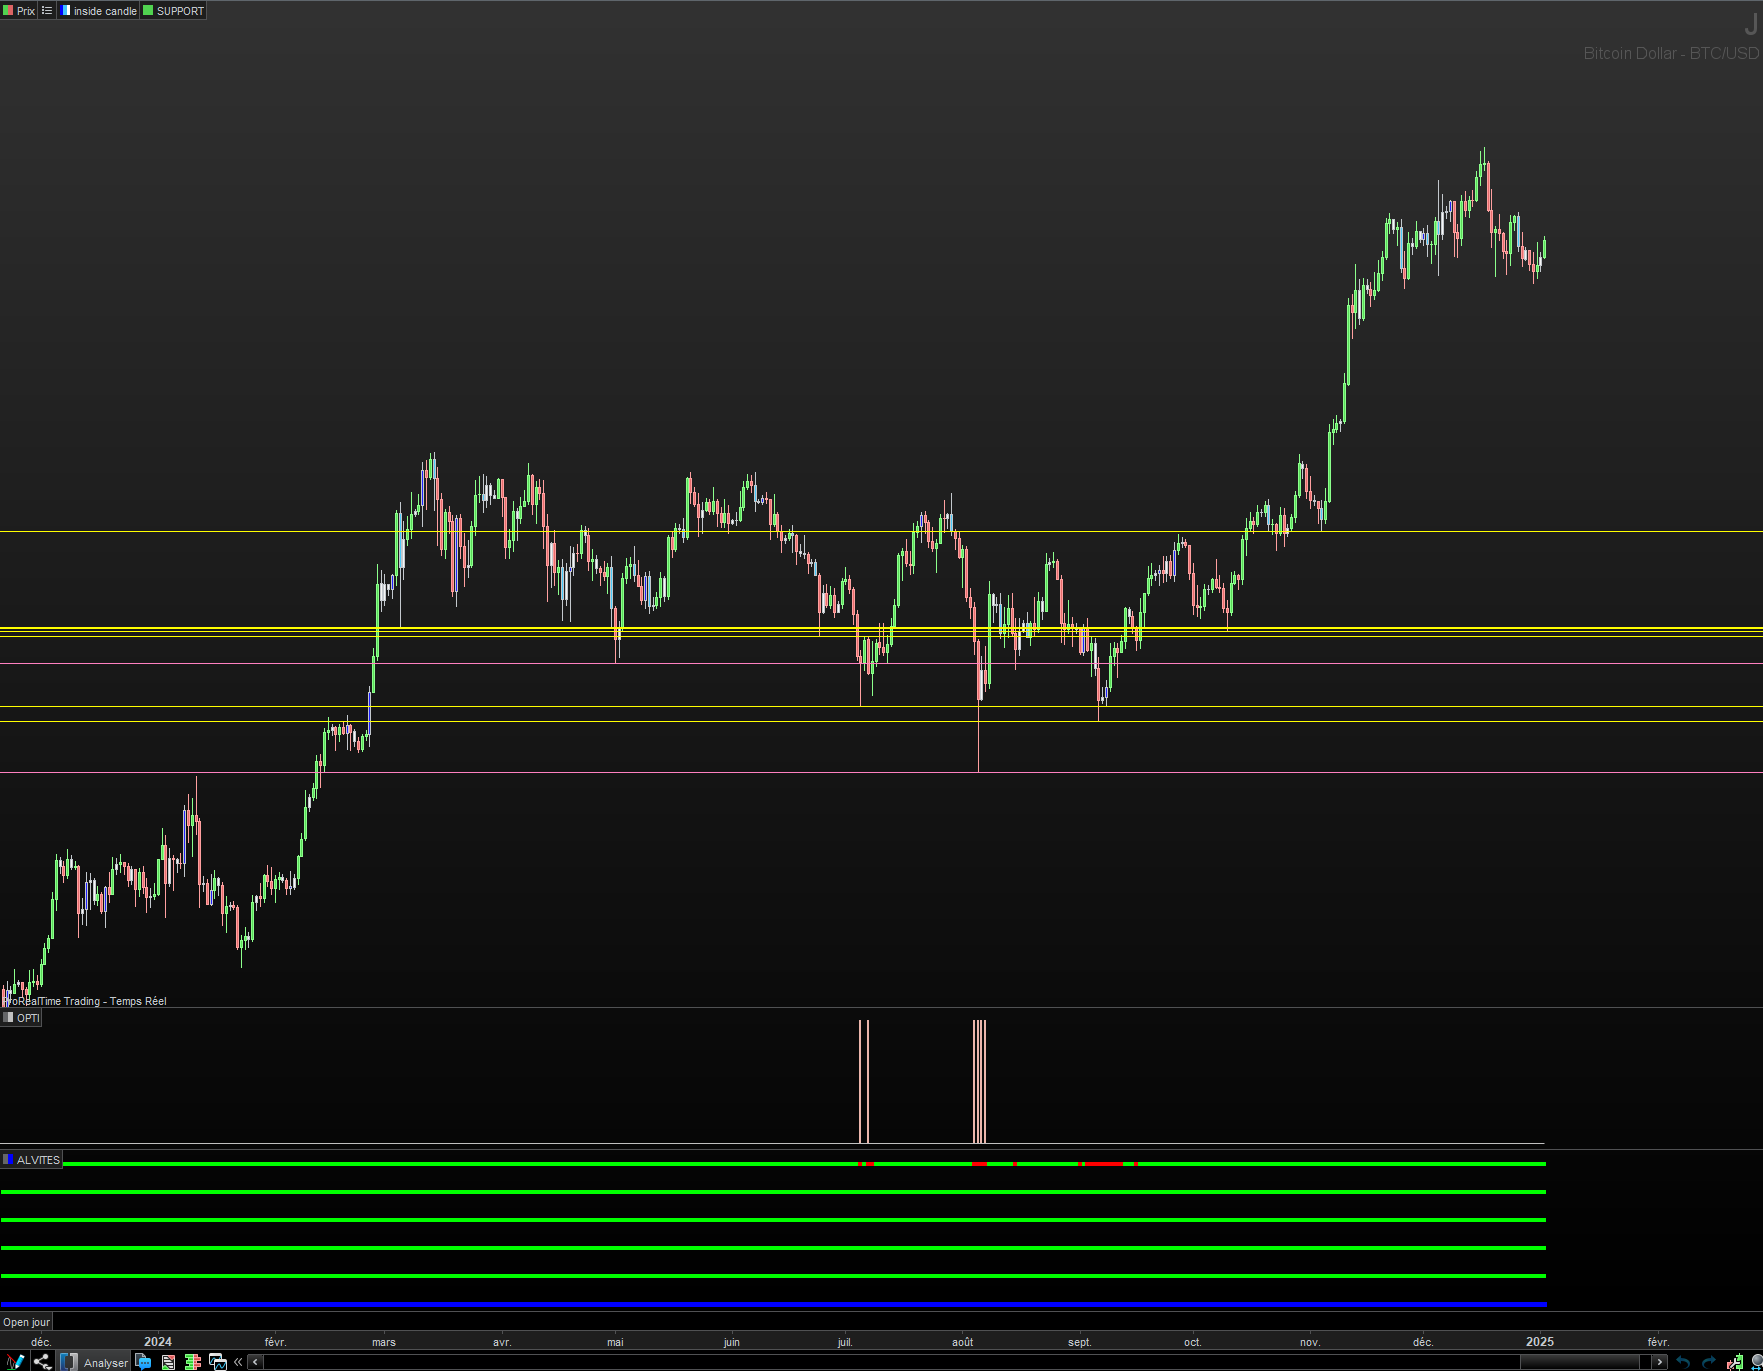 Prix inside candle SUPPORT
J
Bitcoin Dollar - BTC/USD
ProRealTime Trading - Temps Réel
OPTI
ALVITES
Open jour
déc. 2024 févr. mars avr. mai juin juil. août sept. oct. nov. déc. 2025 févr.
Analyser